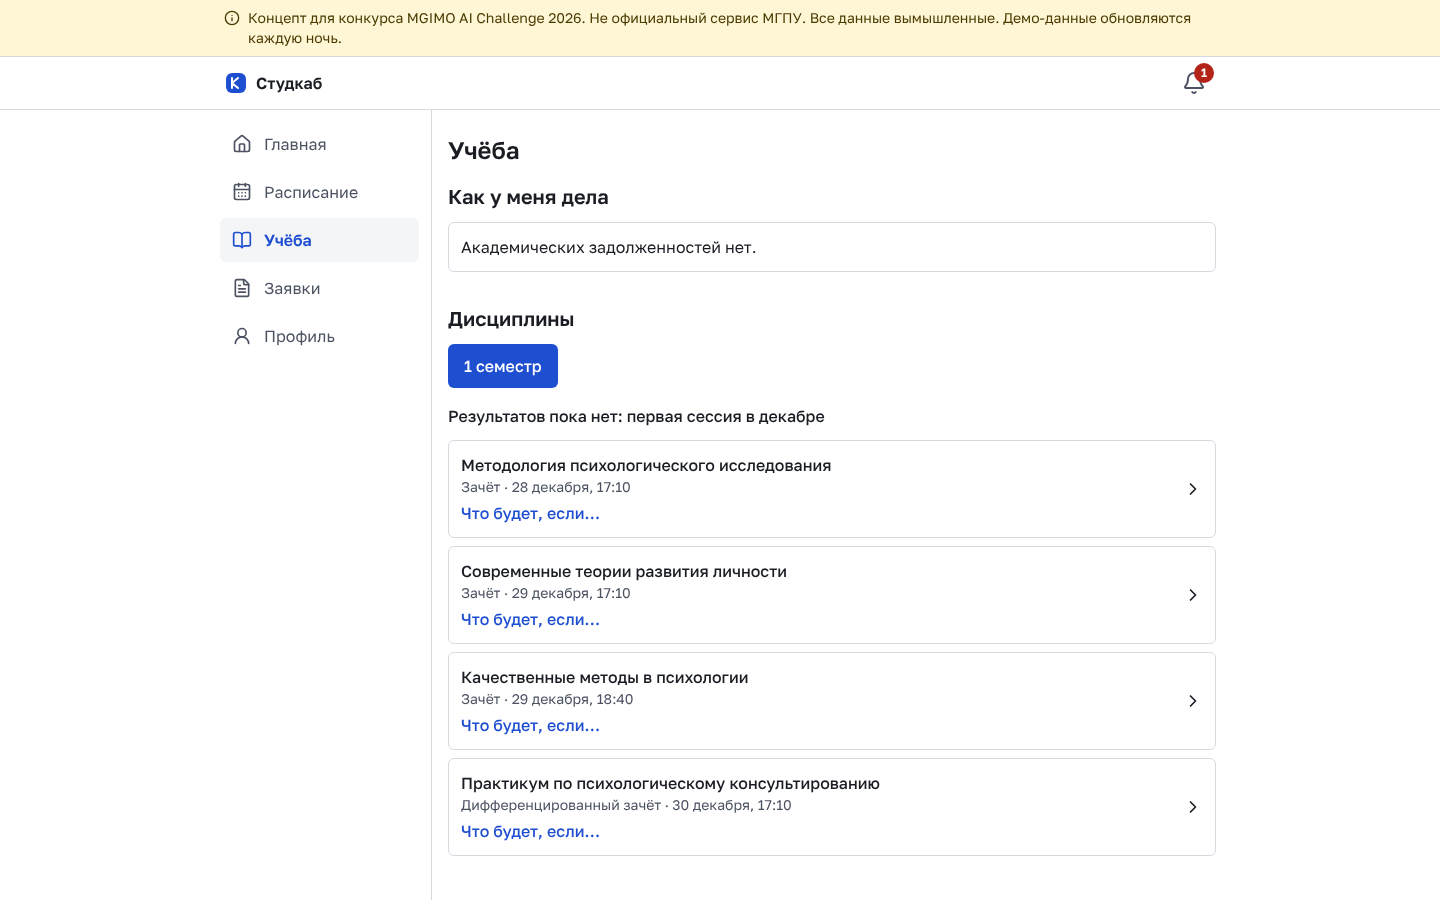 Концепт для конкурса MGIMO AI Challenge 2026. Не официальный сервис МГПУ. Все данные вымышленные. Демо-данные обновляются
каждую ночь.
K Студкаб
1
Главная
Расписание
Учёба
Заявки
Профиль
Учёба
Как у меня дела
Академических задолженностей нет.
Дисциплины
1 семестр
Результатов пока нет: первая сессия в декабре
Методология психологического исследования
Зачёт · 28 декабря, 17:10
Что будет, если…
Современные теории развития личности
Зачёт · 29 декабря, 17:10
Что будет, если…
Качественные методы в психологии
Зачёт · 29 декабря, 18:40
Что будет, если…
Практикум по психологическому консультированию
Дифференцированный зачёт · 30 декабря, 17:10
Что будет, если…